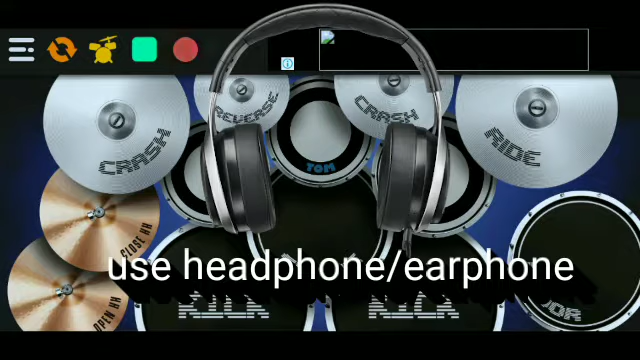 REVERSE
CRASH
CRASH
RIDE
TOM
CLOSE HH
use headphone/earphone
OPEN HH
KICK
KICK